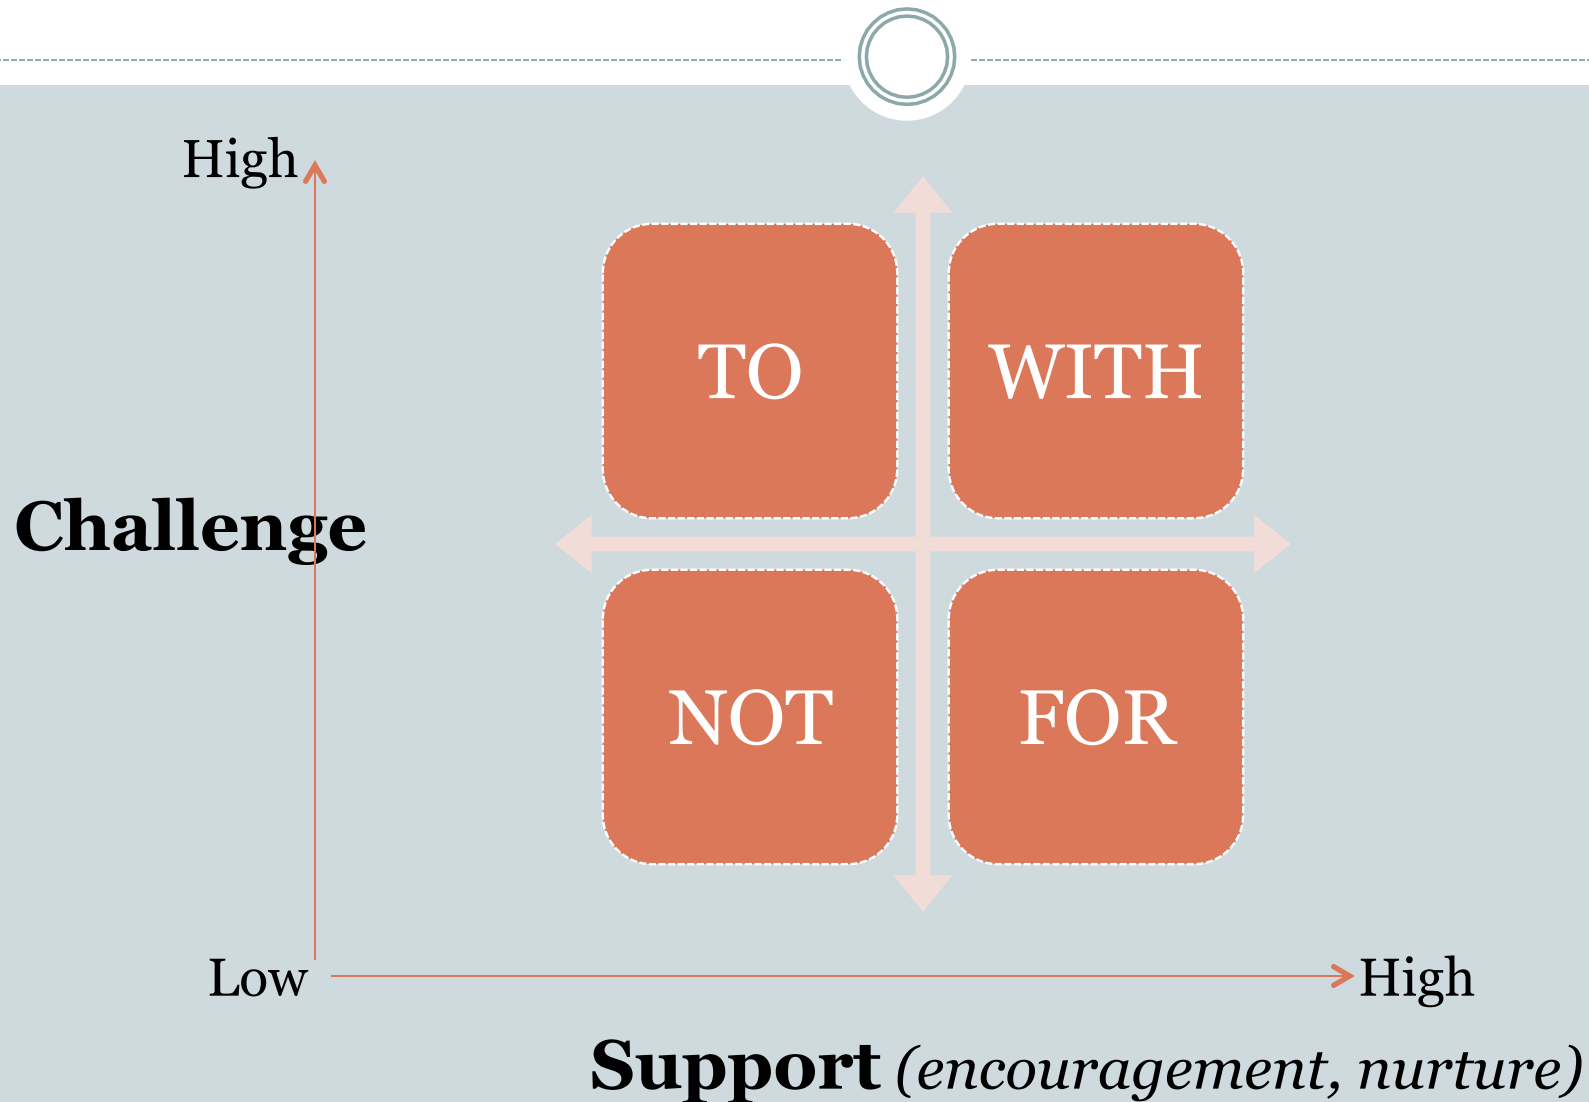 High
TO WITH
Challenge
NOT FOR
Low High
Support (encouragement, nurture)